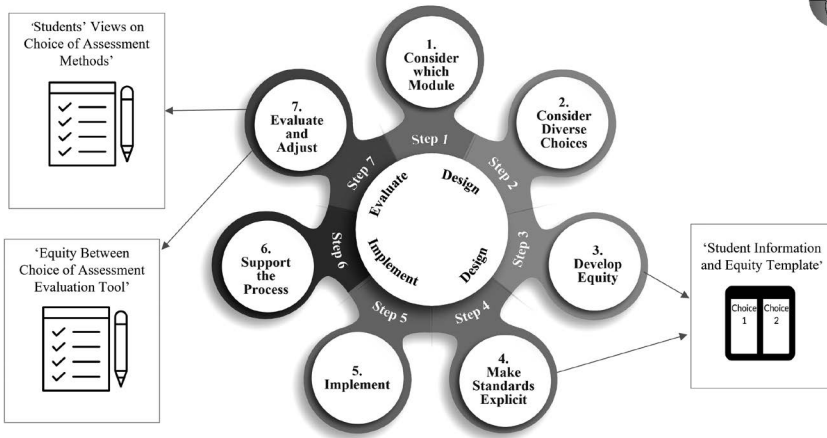 'Students' Views on
Choice of Assessment
Methods'
1.
Consider
which
Module
2.
Consider
Diverse
Choices
3.
Develop
Equity
4.
Make
Standards
Explicit
5.
Implement
6.
Support
the
Process
7.
Evaluate
and
Adjust
Step 1
Step 2
Step 3
Step 4
Step 5
Step 6
Step 7
Design
Design
Implement
Evaluate
'Equity Between
Choice of Assessment
Evaluation Tool'
'Student Information
and Equity Template'
Choice
1
Choice
2